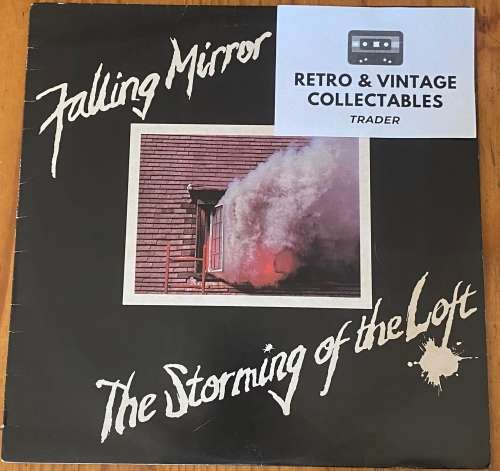 Falling Mirror
RETRO & VINTAGE
COLLECTABLES
TRADER
The Storming of the Loft